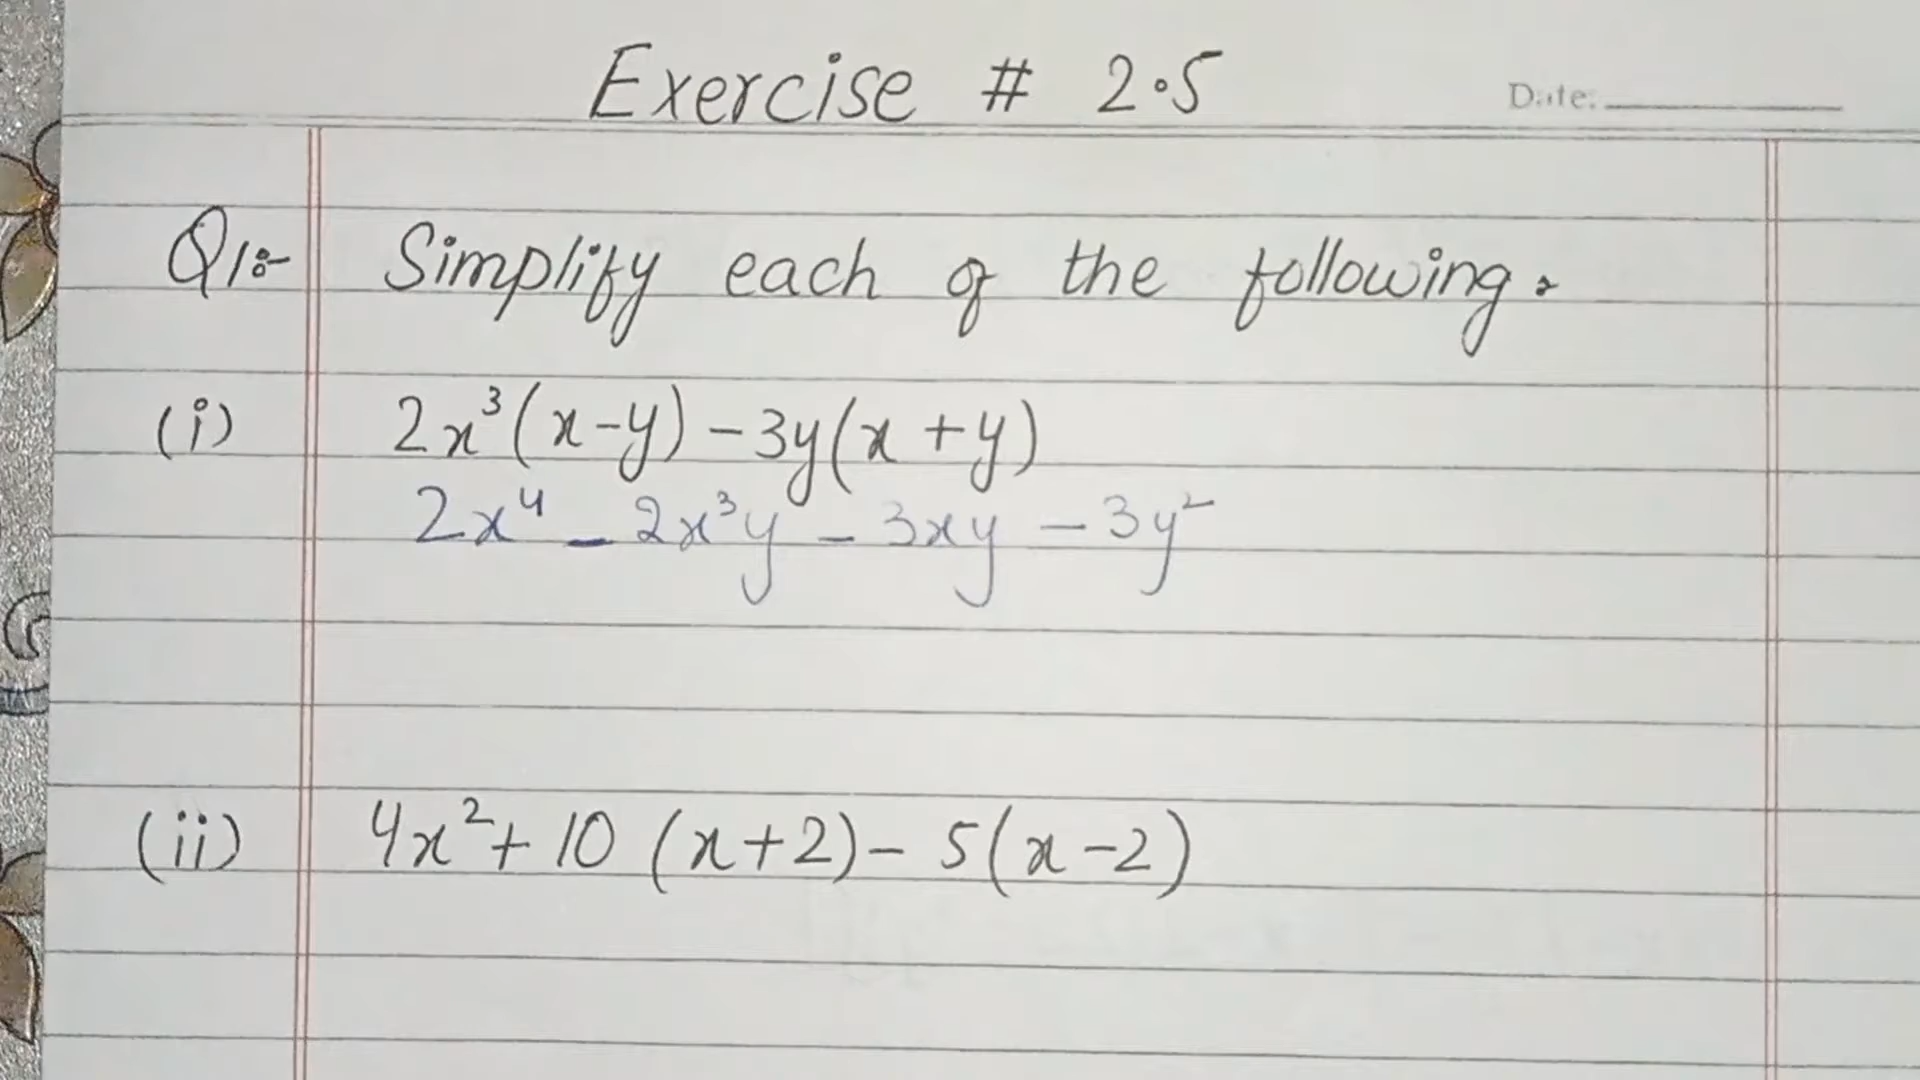 Exercise # 2.5
Date:
Q1:- Simplify each of the following.
(i) 2x³(x-y) - 3y(x+y)
2x⁴ - 2x³y - 3xy - 3y²
(ii) 4x² + 10 (x+2) - 5(x-2)